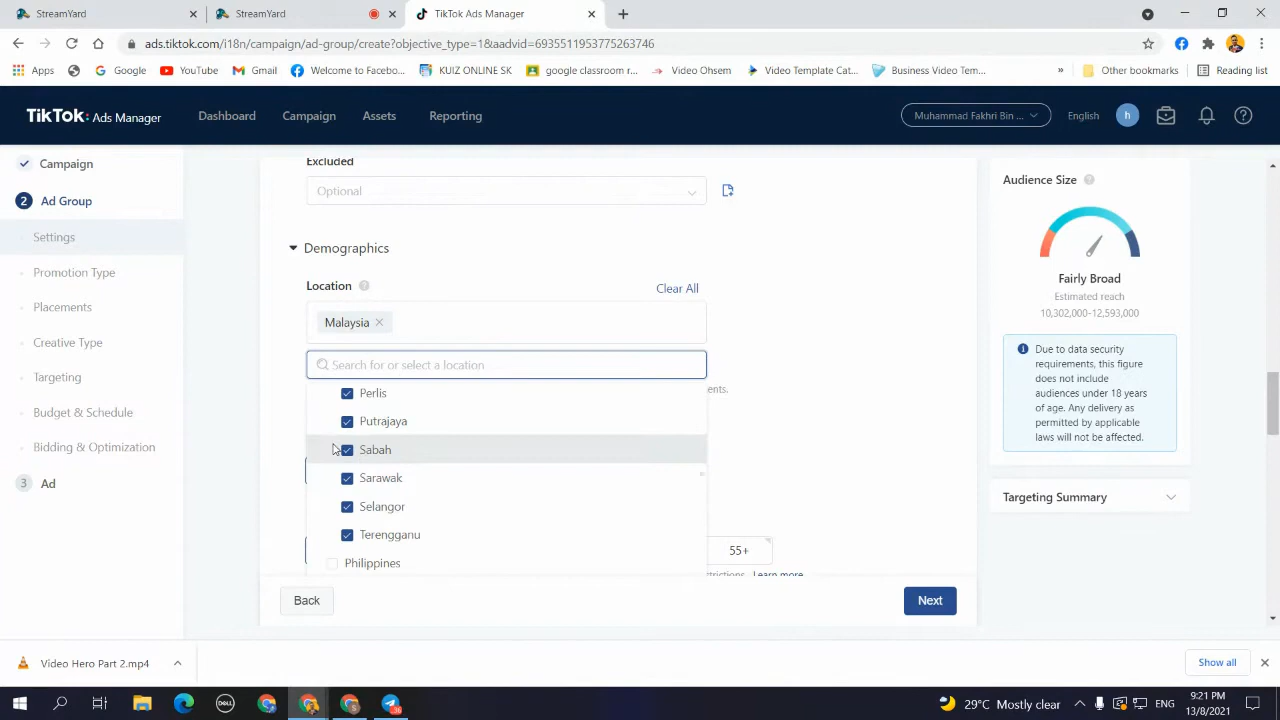 StreamYard
StreamYard
TikTok Ads Manager
ads.tiktok.com/i18n/campaign/ad-group/create?objective_type=1&aadvid=6935511953775263746
Apps
Google
YouTube
Gmail
Welcome to Facebo...
KUIZ ONLINE SK
google classroom r...
Video Ohsem
Video Template Cat...
Business Video Tem...
»
Other bookmarks
Reading list
TikTok: Ads Manager
Dashboard
Campaign
Assets
Reporting
Muhammad Fakhri Bin ...
English
h
Campaign
2 Ad Group
Settings
Promotion Type
Placements
Creative Type
Targeting
Budget & Schedule
Bidding & Optimization
3 Ad
Excluded
Optional
Demographics
Location
Clear All
Malaysia
Search for or select a location
Perlis
ents.
Putrajaya
Sabah
Sarawak
Selangor
Terengganu
55+
Philippines
strictions. Learn more
Back
Next
Audience Size
Fairly Broad
Estimated reach
10,302,000-12,593,000
Due to data security
requirements, this figure
does not include
audiences under 18 years
of age. Any delivery as
permitted by applicable
laws will not be affected.
Targeting Summary
Video Hero Part 2.mp4
Show all
DELL
29°C Mostly clear
ENG
9:21 PM
13/8/2021